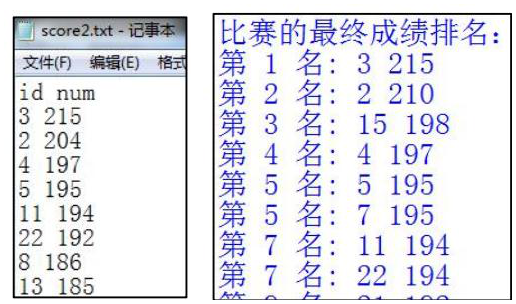 score2.txt - 记事本
文件(F) 编辑(E) 格式
id num
3 215
2 204
4 197
5 195
11 194
22 192
8 186
13 185
比赛的最终成绩排名:
第 1 名: 3 215
第 2 名: 2 210
第 3 名: 15 198
第 4 名: 4 197
第 5 名: 5 195
第 5 名: 7 195
第 7 名: 11 194
第 7 名: 22 194